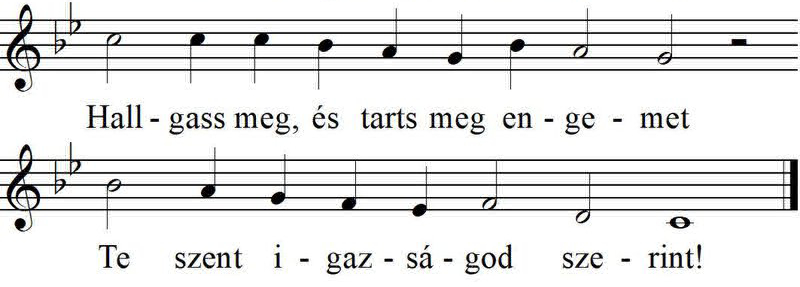 Hall - gass meg, és tarts meg en - ge - met
Te szent i - gaz - sá - god sze - rint!